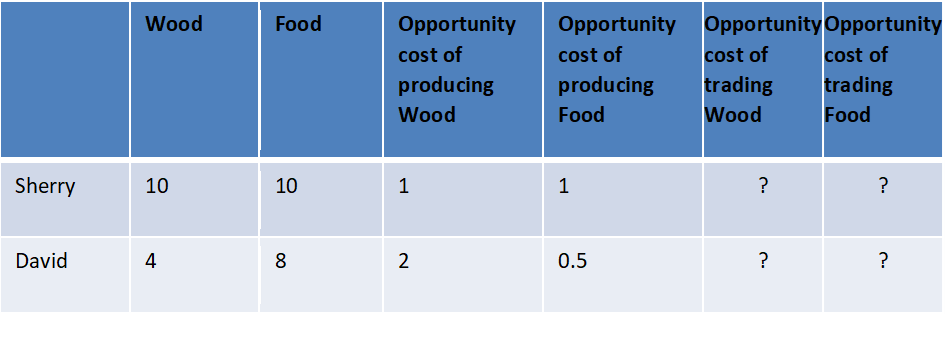 Wood Food Opportunity cost of producing Wood Opportunity cost of producing Food Opportunity cost of trading Wood Opportunity cost of trading Food
Sherry 10 10 1 1 ? ?
David 4 8 2 0.5 ? ?